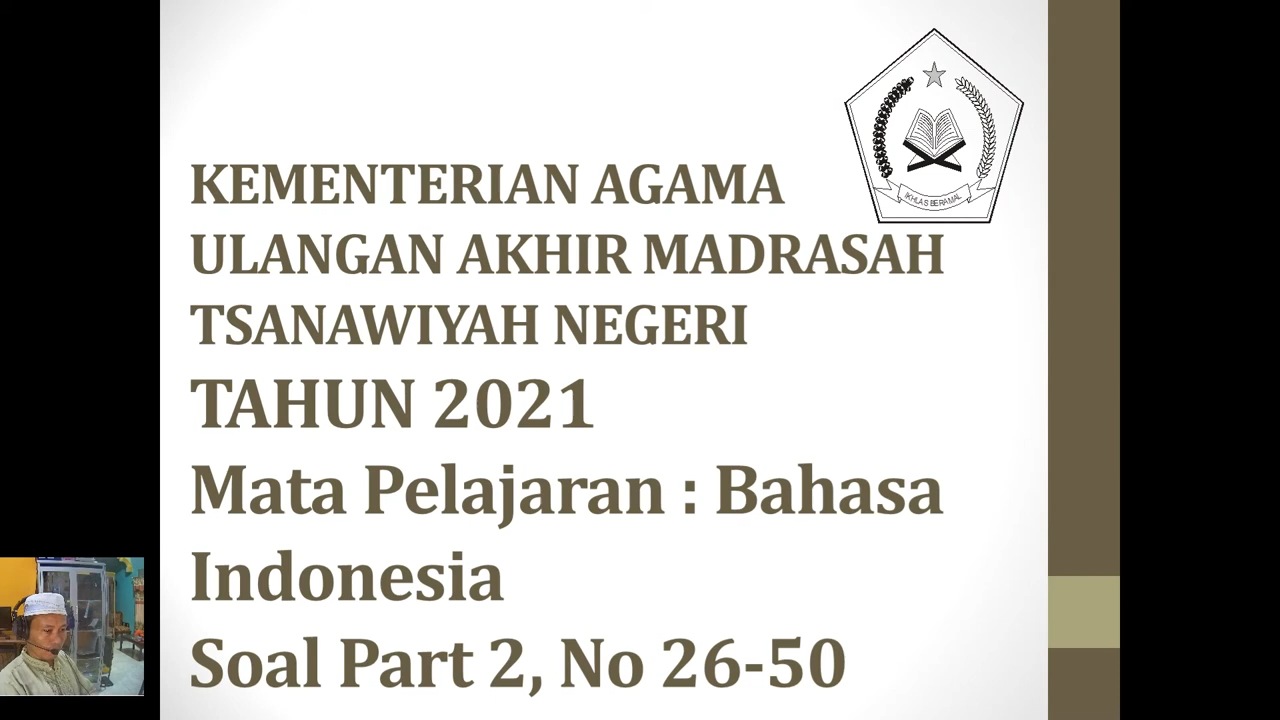 IKHLAS BERAMAL
KEMENTERIAN AGAMA
ULANGAN AKHIR MADRASAH
TSANAWIYAH NEGERI
TAHUN 2021
Mata Pelajaran : Bahasa
Indonesia
Soal Part 2, No 26-50